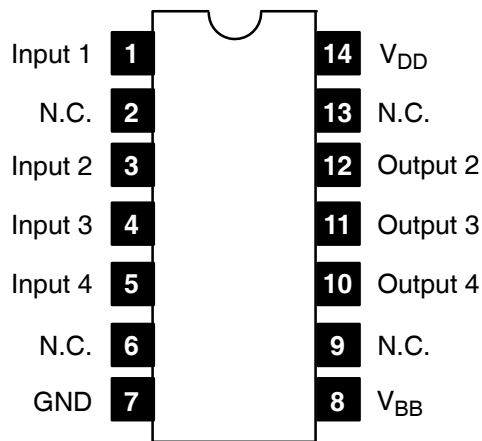 Input 1 1 14 VDD
N.C. 2 13 N.C.
Input 2 3 12 Output 2
Input 3 4 11 Output 3
Input 4 5 10 Output 4
N.C. 6 9 N.C.
GND 7 8 VBB